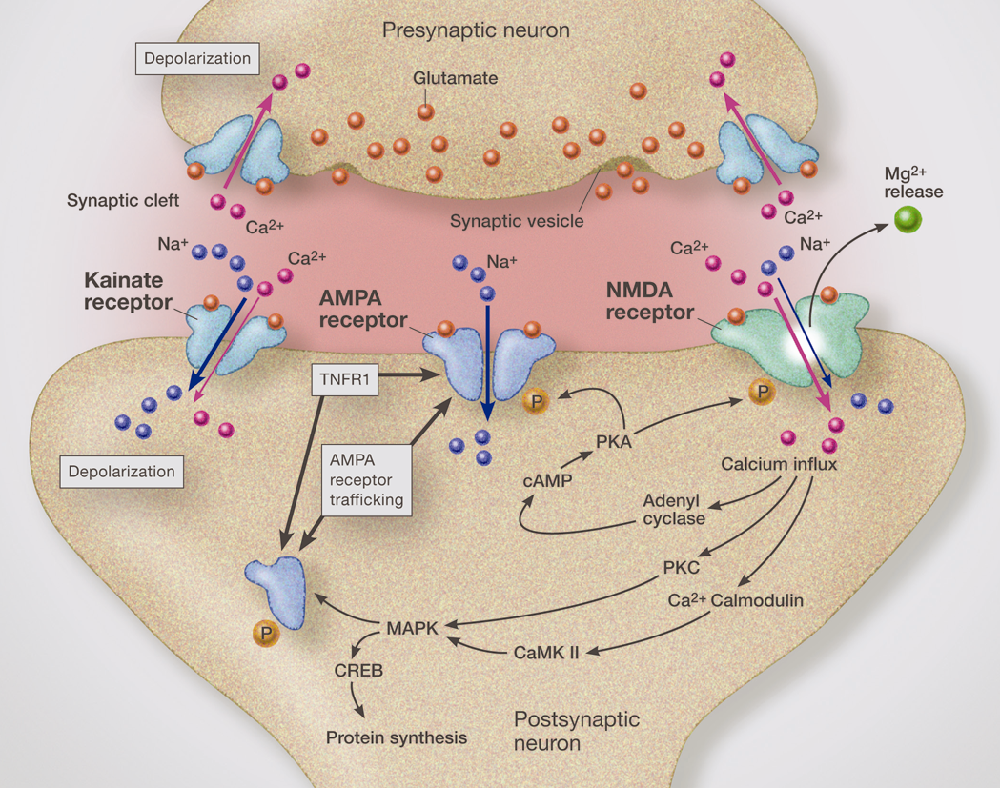 Presynaptic neuron
Depolarization
Glutamate
Mg²⁺
release
Synaptic cleft
Ca²⁺
Synaptic vesicle
Ca²⁺
Na⁺
Ca²⁺
Na⁺
Ca²⁺
Na⁺
Kainate
receptor
AMPA
receptor
NMDA
receptor
TNFR1
P
P
PKA
Depolarization
AMPA
receptor
trafficking
cAMP
Calcium influx
Adenyl
cyclase
PKC
Ca²⁺ Calmodulin
P
MAPK
CaMK II
CREB
Protein synthesis
Postsynaptic
neuron